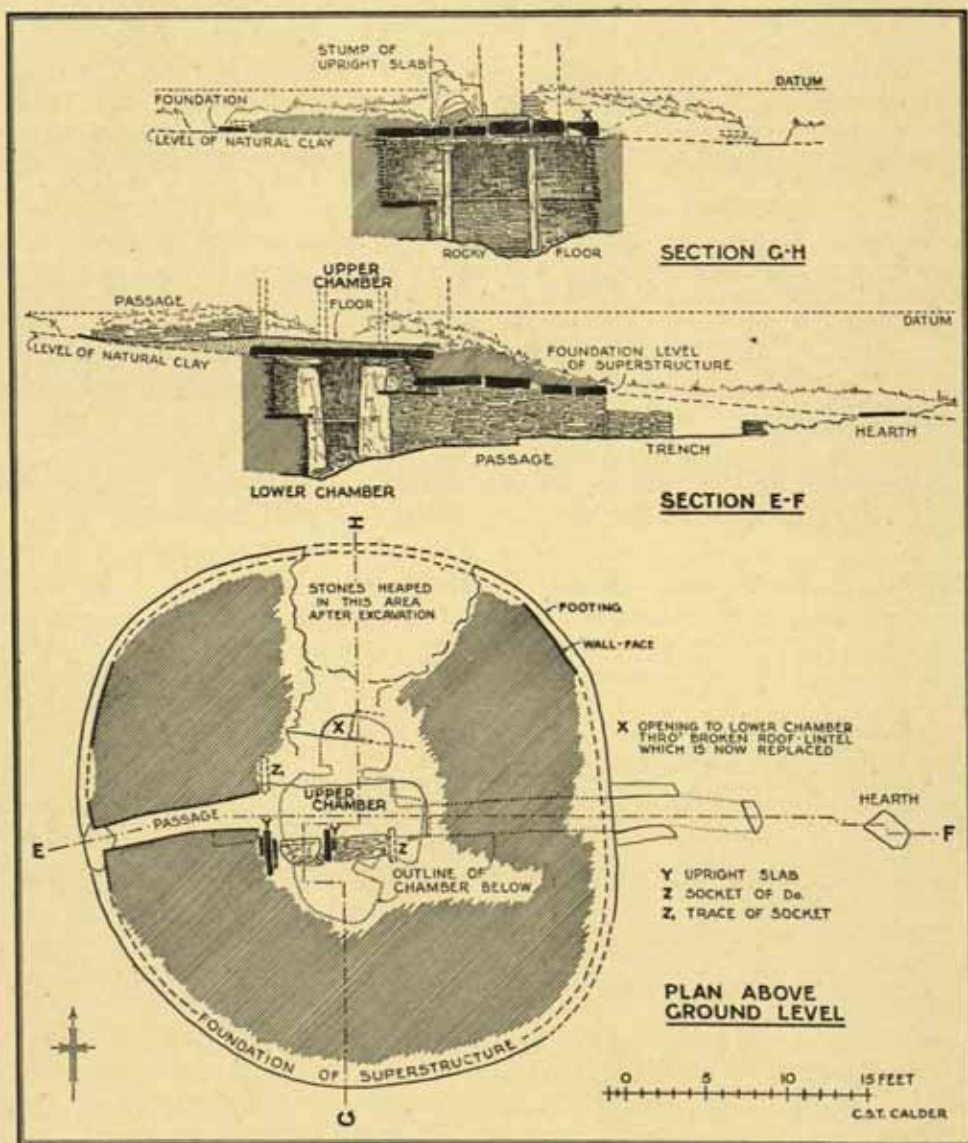 STUMP OF
UPRIGHT SLAB
DATUM
FOUNDATION
X
LEVEL OF NATURAL CLAY
ROCKY FLOOR
SECTION G-H
UPPER
CHAMBER
PASSAGE
FLOOR
DATUM
LEVEL OF NATURAL CLAY
FOUNDATION LEVEL
OF SUPERSTRUCTURE
HEARTH
TRENCH
PASSAGE
LOWER CHAMBER
SECTION E-F
H
STONES HEAPED
IN THIS AREA
AFTER EXCAVATION
FOOTING
WALL-FACE
X
X OPENING TO LOWER CHAMBER
THRO' BROKEN ROOF-LINTEL
WHICH IS NOW REPLACED
Z,
UPPER
CHAMBER
HEARTH
PASSAGE
Y
Y
E
F
Z
OUTLINE OF
CHAMBER BELOW
Y UPRIGHT SLAB
Z SOCKET OF Do.
Z, TRACE OF SOCKET
PLAN ABOVE
GROUND LEVEL
FOUNDATION OF SUPERSTRUCTURE
G
0 5 10 15 FEET
C.S.T. CALDER